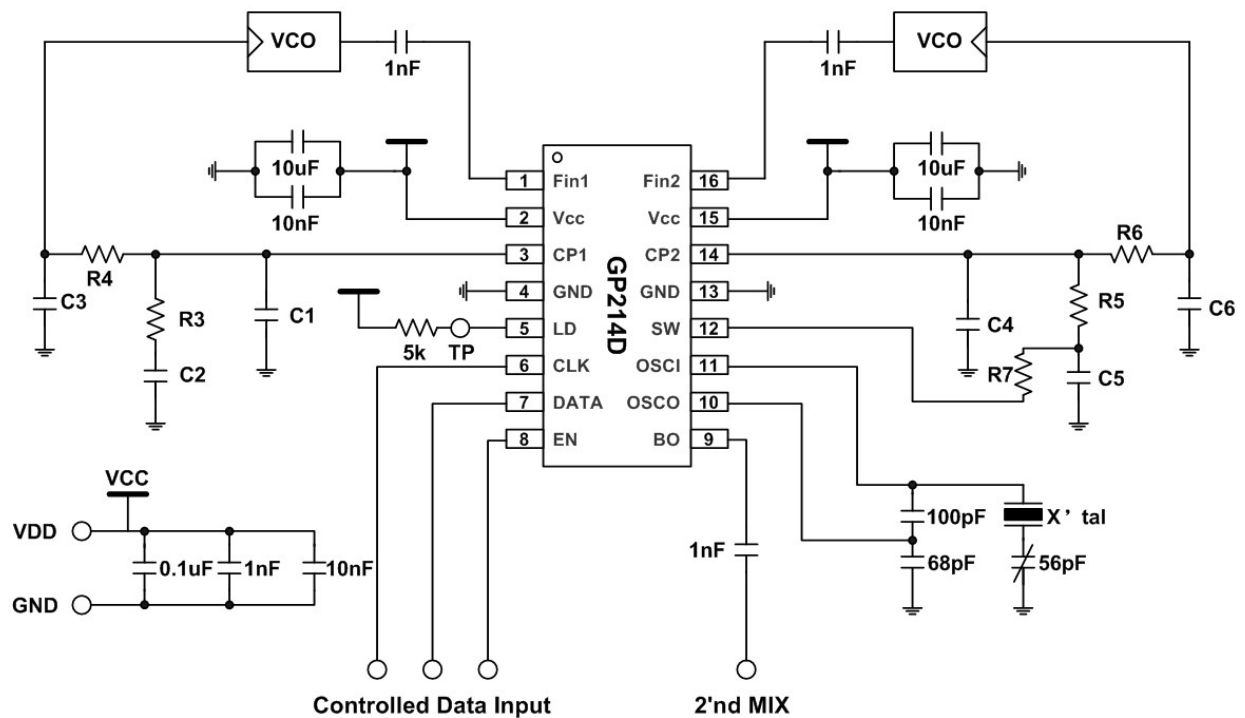 VCO
1nF
VCO
1nF
10uF
10nF
10uF
10nF
GP214D
1 Fin1
2 Vcc
3 CP1
4 GND
5 LD
6 CLK
7 DATA
8 EN
Fin2 16
Vcc 15
CP2 14
GND 13
SW 12
OSCI 11
OSCO 10
BO 9
R4
C3
R3
C2
C1
5k
TP
R6
R5
C4
C6
R7
C5
VCC
VDD
GND
0.1uF
1nF
10nF
1nF
100pF
68pF
X’tal
56pF
Controlled Data Input
2'nd MIX